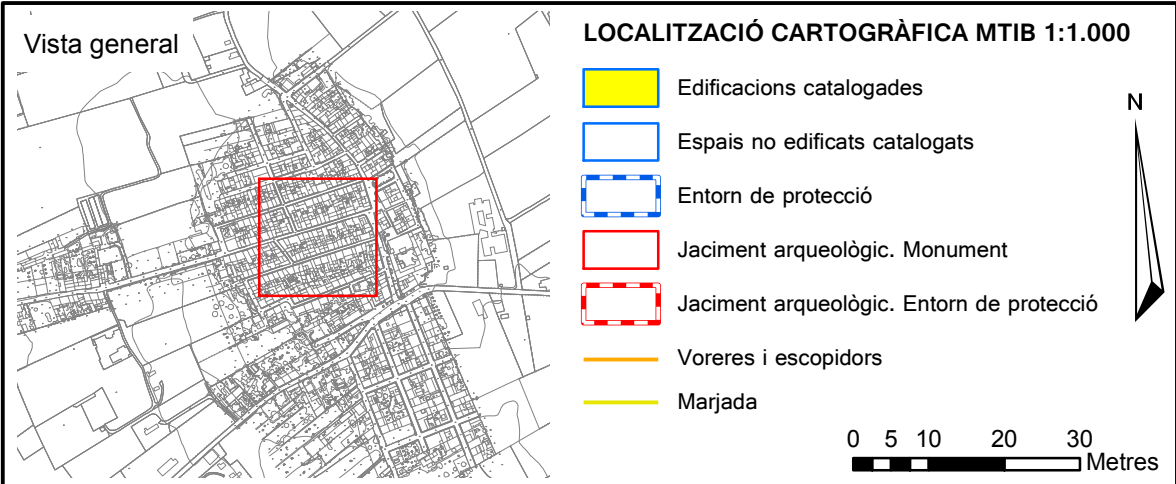 Vista general
LOCALITZACIÓ CARTOGRÀFICA MTIB 1:1.000
Edificacions catalogades
Espais no edificats catalogats
Entorn de protecció
Jaciment arqueològic. Monument
Jaciment arqueològic. Entorn de protecció
Voreres i escopidors
Marjada
N
0 5 10 20 30
Metres